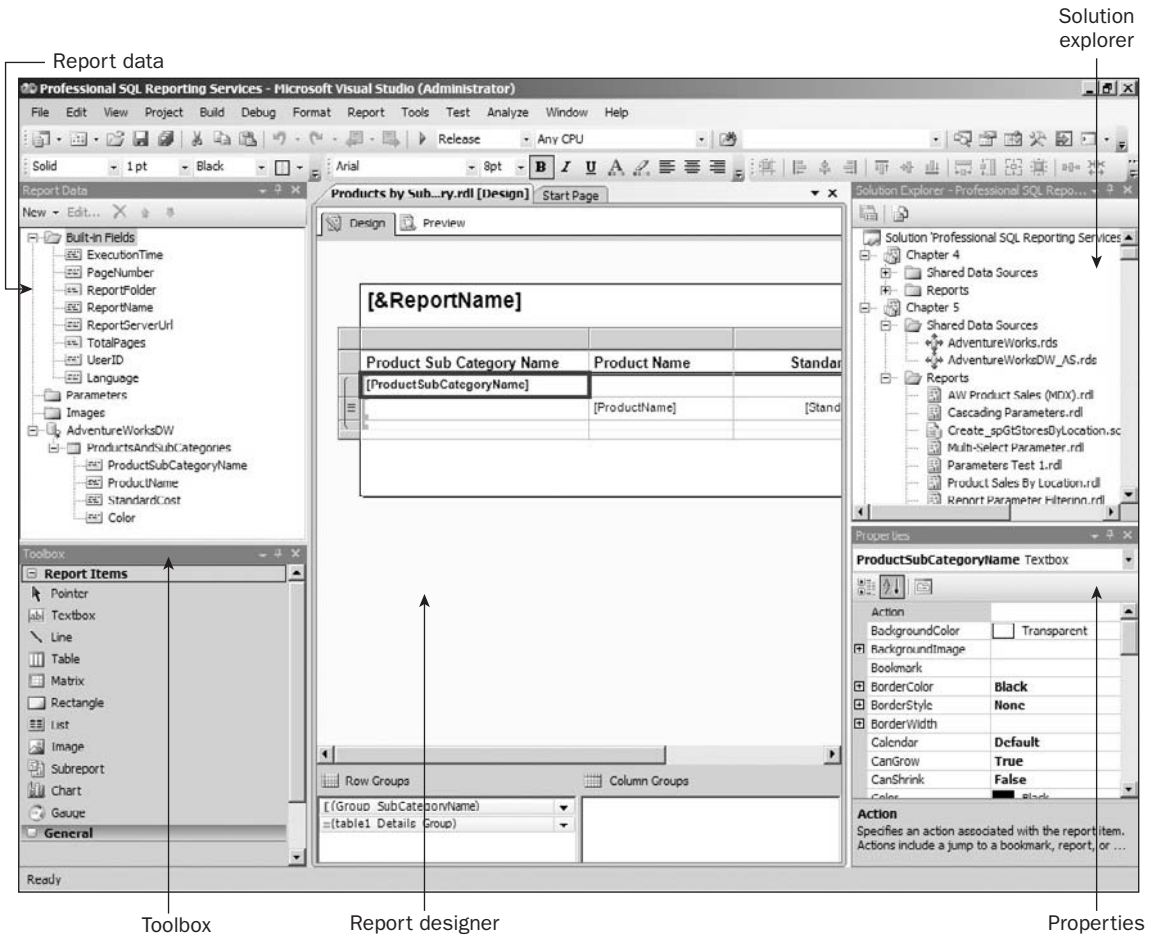 Solution
explorer
Report data
Professional SQL Reporting Services - Microsoft Visual Studio (Administrator)
File Edit View Project Build Debug Format Report Tools Test Analyze Window Help
Release Any CPU
Solid 1 pt Black Arial 8pt B I U A
Report Data
New Edit...
Built-in Fields
ExecutionTime
PageNumber
ReportFolder
ReportName
ReportServerUrl
TotalPages
UserID
Language
Parameters
Images
AdventureWorksDW
ProductsAndSubCategories
ProductSubCategoryName
ProductName
StandardCost
Color
Toolbox
Report Items
Pointer
Textbox
Line
Table
Matrix
Rectangle
List
Image
Subreport
Chart
Gauge
General
Products by Sub...ry.rdl [Design] Start Page
Design Preview
[&ReportName]
Product Sub Category Name Product Name Standar
[ProductSubCategoryName]
[ProductName] [Stand
Row Groups Column Groups
[(Group_SubCategoryName)
=(table1_Details_Group)
Solution Explorer - Professional SQL Repo...
Solution 'Professional SQL Reporting Services
Chapter 4
Shared Data Sources
Reports
Chapter 5
Shared Data Sources
AdventureWorks.rds
AdventureWorksDW_AS.rds
Reports
AW Product Sales (MDX).rdl
Cascading Parameters.rdl
Create_spGtStoresByLocation.sc
Multi-Select Parameter.rdl
Parameters Test 1.rdl
Product Sales By Location.rdl
Report Parameter Filtering.rdl
Properties
ProductSubCategoryName Textbox
Action
BackgroundColor Transparent
BackgroundImage
Bookmark
BorderColor Black
BorderStyle None
BorderWidth
Calendar Default
CanGrow True
CanShrink False
Color Black
Action
Specifies an action associated with the report item.
Actions include a jump to a bookmark, report, or ...
Ready
Toolbox
Report designer
Properties